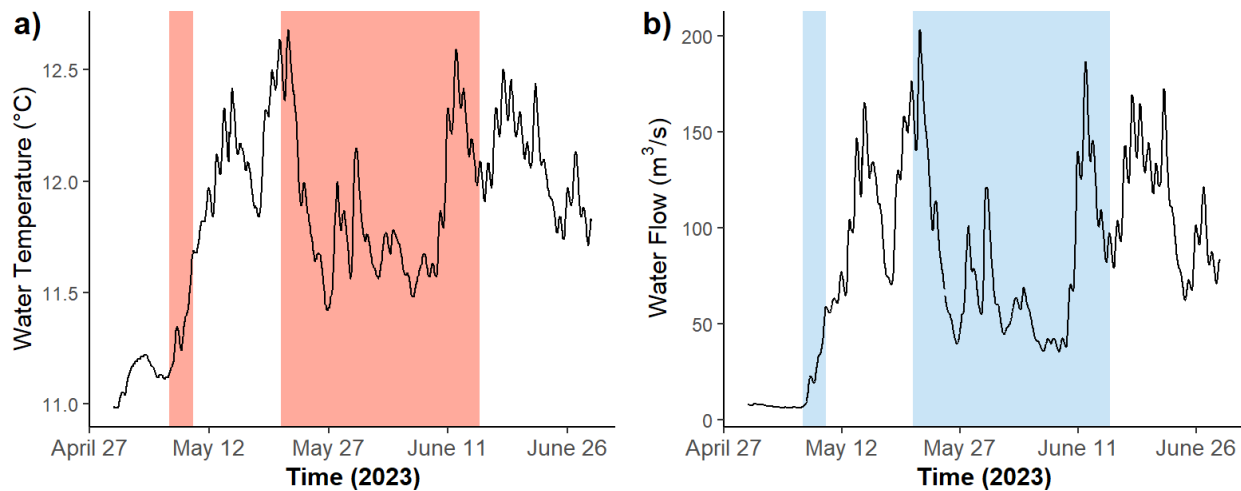 a)
Water Temperature (°C)
12.5
12.0
11.5
11.0
April 27 May 12 May 27 June 11 June 26
Time (2023)
b)
Water Flow (m³/s)
200
150
100
50
0
April 27 May 12 May 27 June 11 June 26
Time (2023)